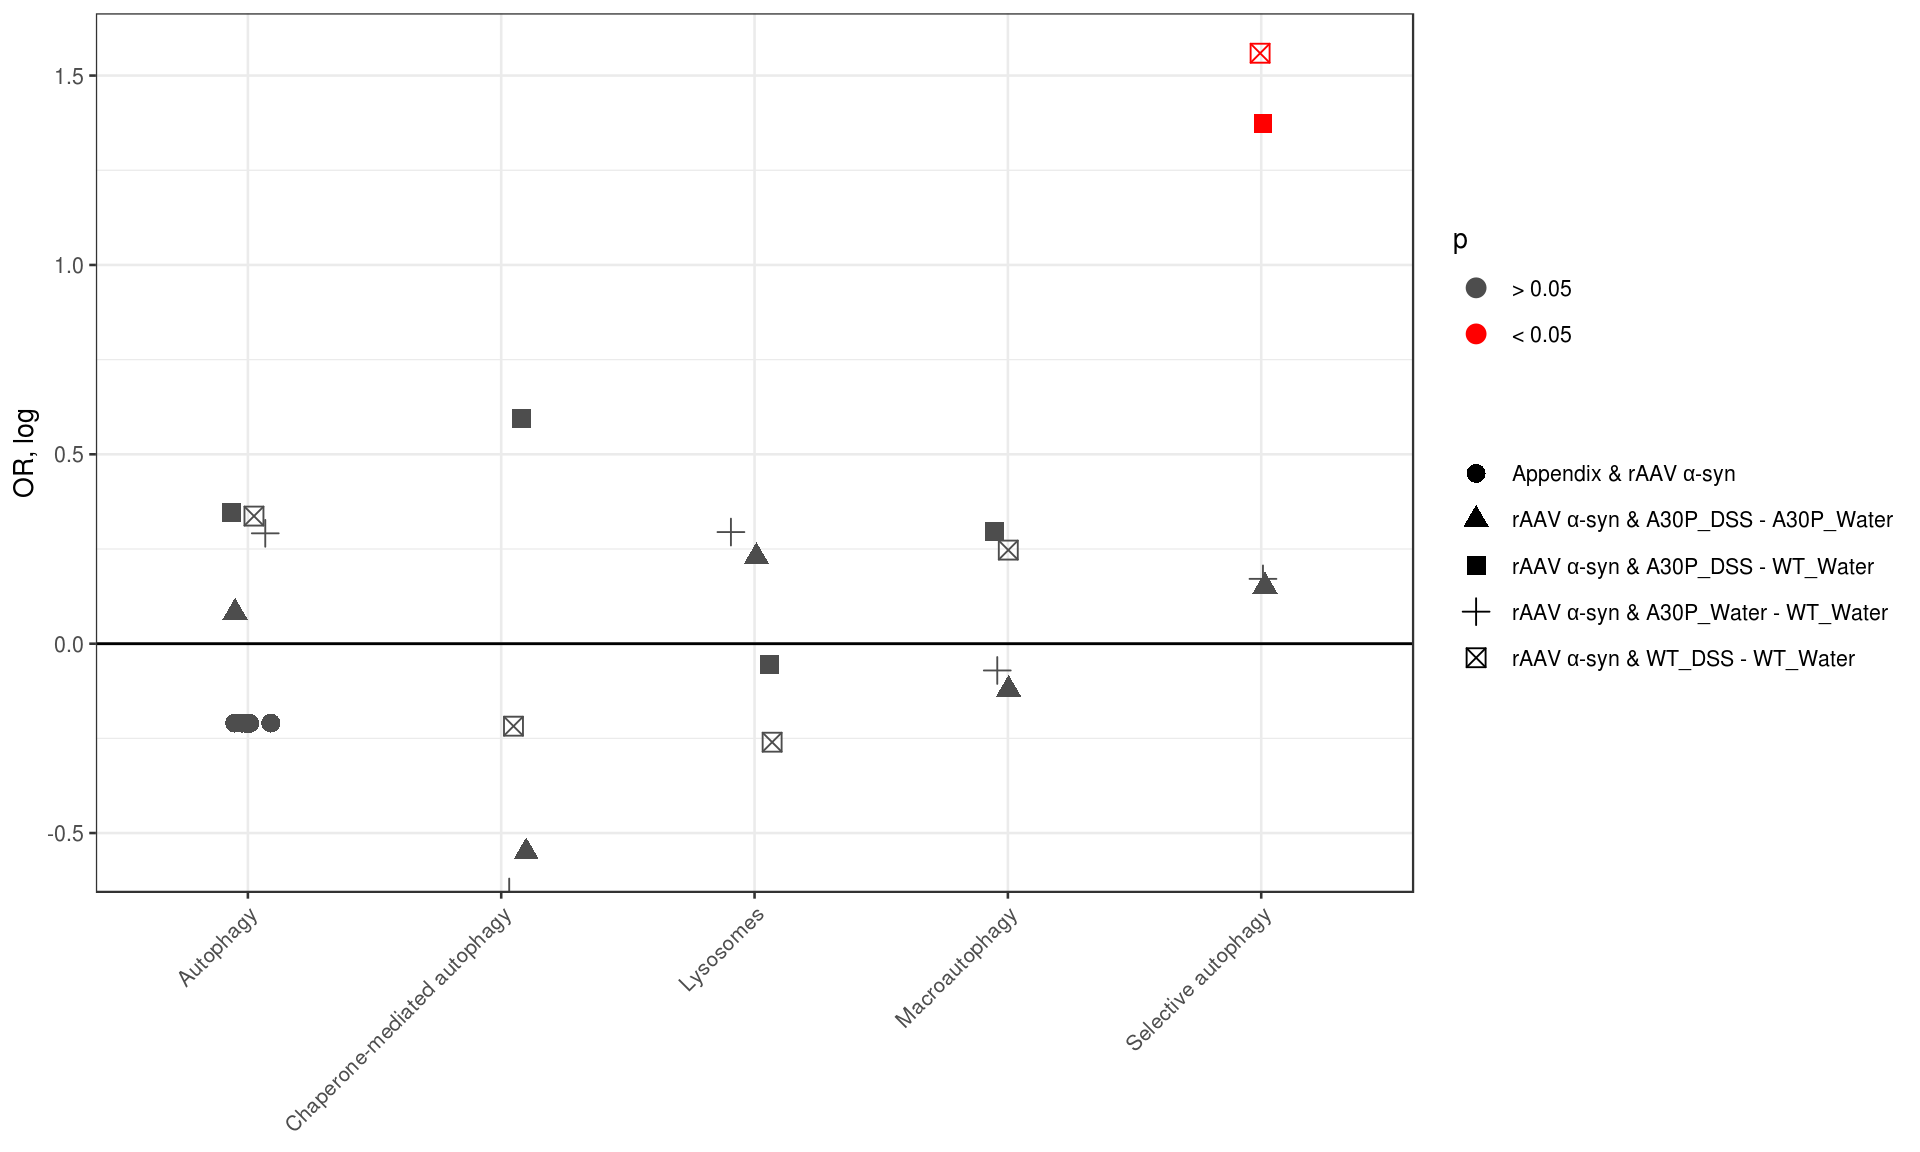 OR, log
1.5
1.0
0.5
0.0
-0.5
Autophagy
Chaperone-mediated autophagy
Lysosomes
Macroautophagy
Selective autophagy
p
> 0.05
< 0.05
Appendix & rAAV α-syn
rAAV α-syn & A30P_DSS - A30P_Water
rAAV α-syn & A30P_DSS - WT_Water
rAAV α-syn & A30P_Water - WT_Water
rAAV α-syn & WT_DSS - WT_Water